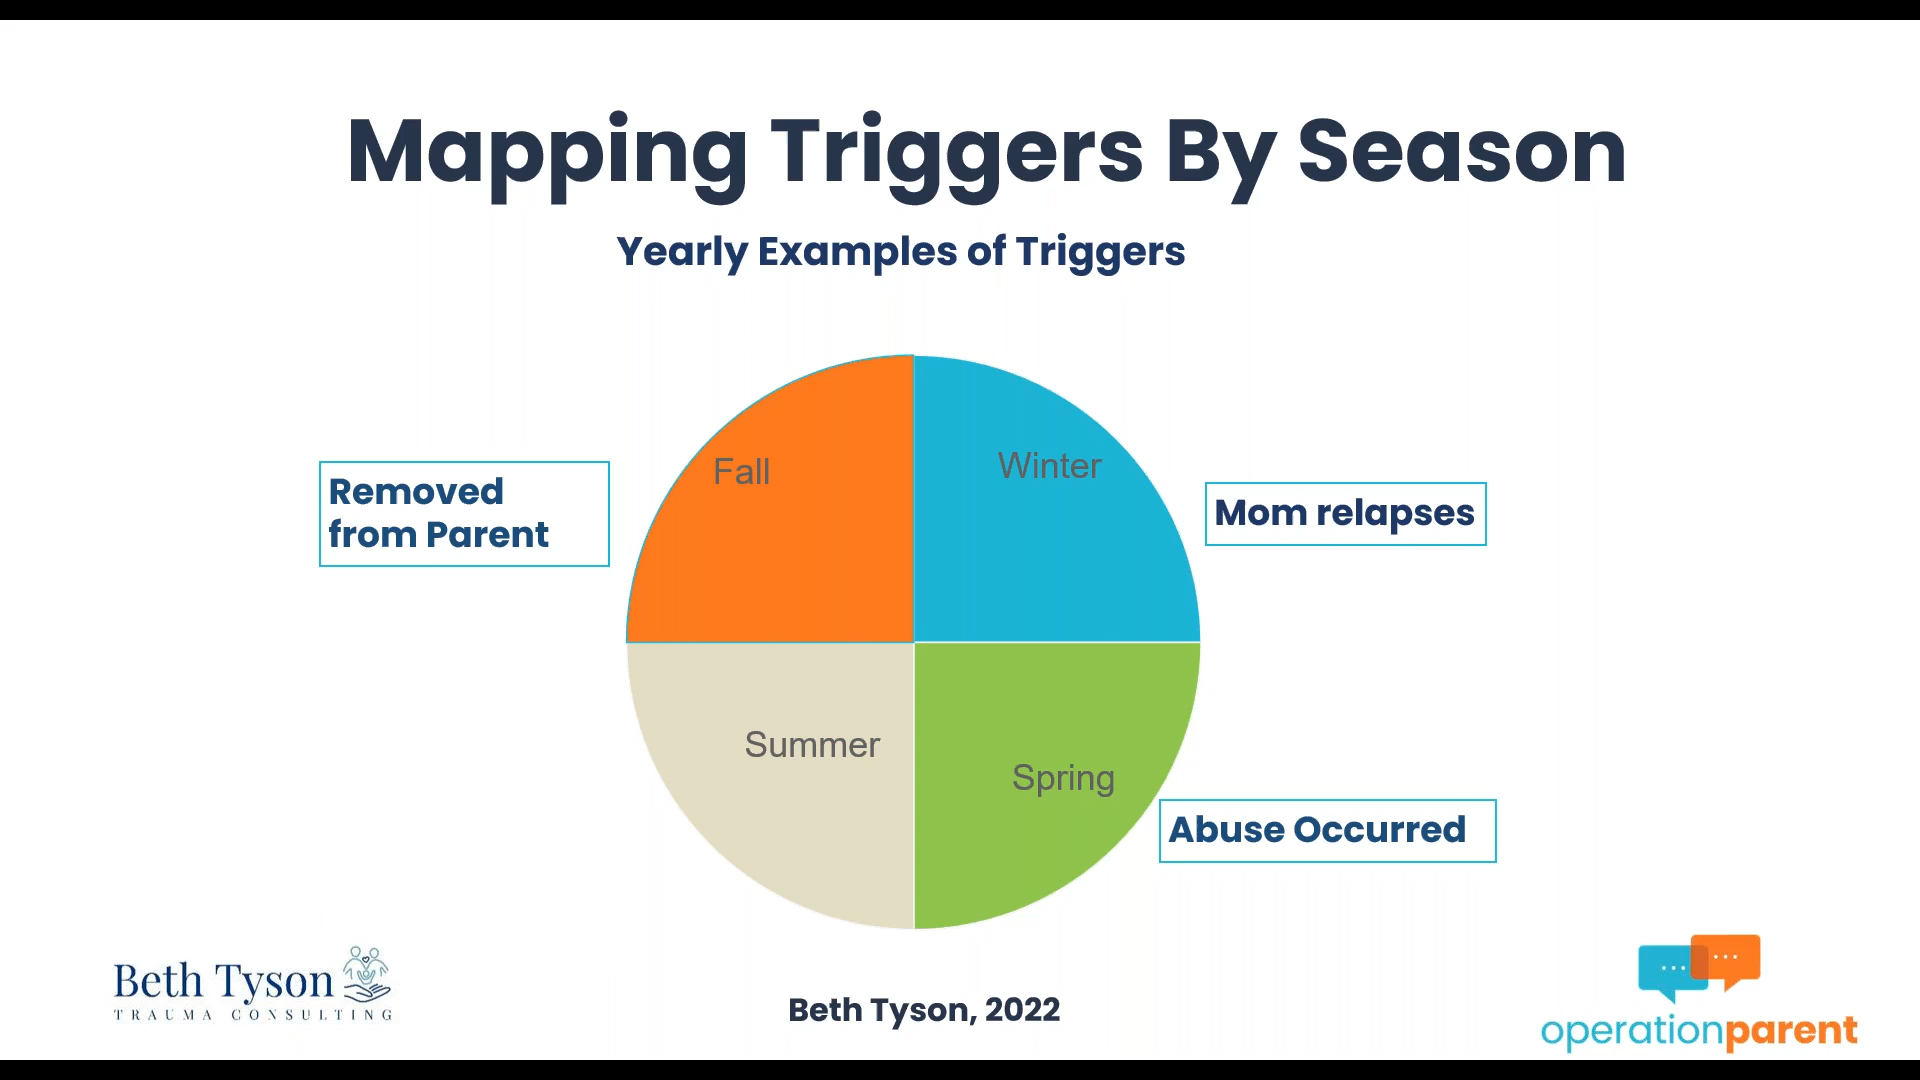 Mapping Triggers By Season
Yearly Examples of Triggers
Fall
Winter
Removed
from Parent
Mom relapses
Summer
Spring
Abuse Occurred
Beth Tyson
TRAUMA CONSULTING
Beth Tyson, 2022
operationparent